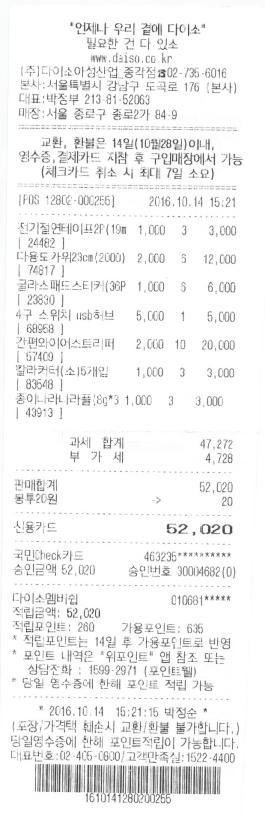 "언제나 우리 곁에 다이소"
필요한 건 다 있소
www.daiso.co.kr
(주)다이소아성산업_종각점☎02-735-6016
본사:서울특별시 강남구 도곡로 176 (본사)
대표:박정부 213-81-52063
매장:서울 종로구 종로2가 84-9
교환, 환불은 14일(10월28일)이내,
영수증,결제카드 지참 후 구입매장에서 가능
(체크카드 취소 시 최대 7일 소요)
[POS 12802-000255] 2016.10.14 15:21
전기절연테이프2P(19m 1,000 3 3,000
[ 24482 ]
다용도가위23cm(2000) 2,000 6 12,000
[ 74817 ]
글라스패드스티커(36P 1,000 6 6,000
[ 23830 ]
4구 스위치 usb허브 5,000 1 5,000
[ 68958 ]
간편와이어스트리퍼 2,000 10 20,000
[ 57409 ]
칼라커터(소)5개입 1,000 3 3,000
[ 83548 ]
종이나라나라풀(8g*3 1,000 3 3,000
[ 43913 ]
과세 합계 47,272
부 가 세 4,728
판매합계 52,020
봉투20원 -> 20
신용카드 52,020
국민Check카드 463235**********
승인금액 52,020 승인번호 30004682(0)
다이소멤버쉽 010681*****
적립금액: 52,020
적립포인트: 260 가용포인트: 635
* 적립포인트는 14일 후 가용포인트로 반영
* 포인트 내역은 "위포인트" 앱 참조 또는
상담전화 : 1599-2971 (포인트월)
* 당일 영수증에 한해 포인트 적립 가능
* 2016.10.14 15:21:15 박정순 *
(포장/가격택 훼손시 교환/환불 불가합니다.)
당일영수증에 한해 포인트적립이 가능합니다.
대표번호:02-405-0600/고객만족실:1522-4400
1610141280200255